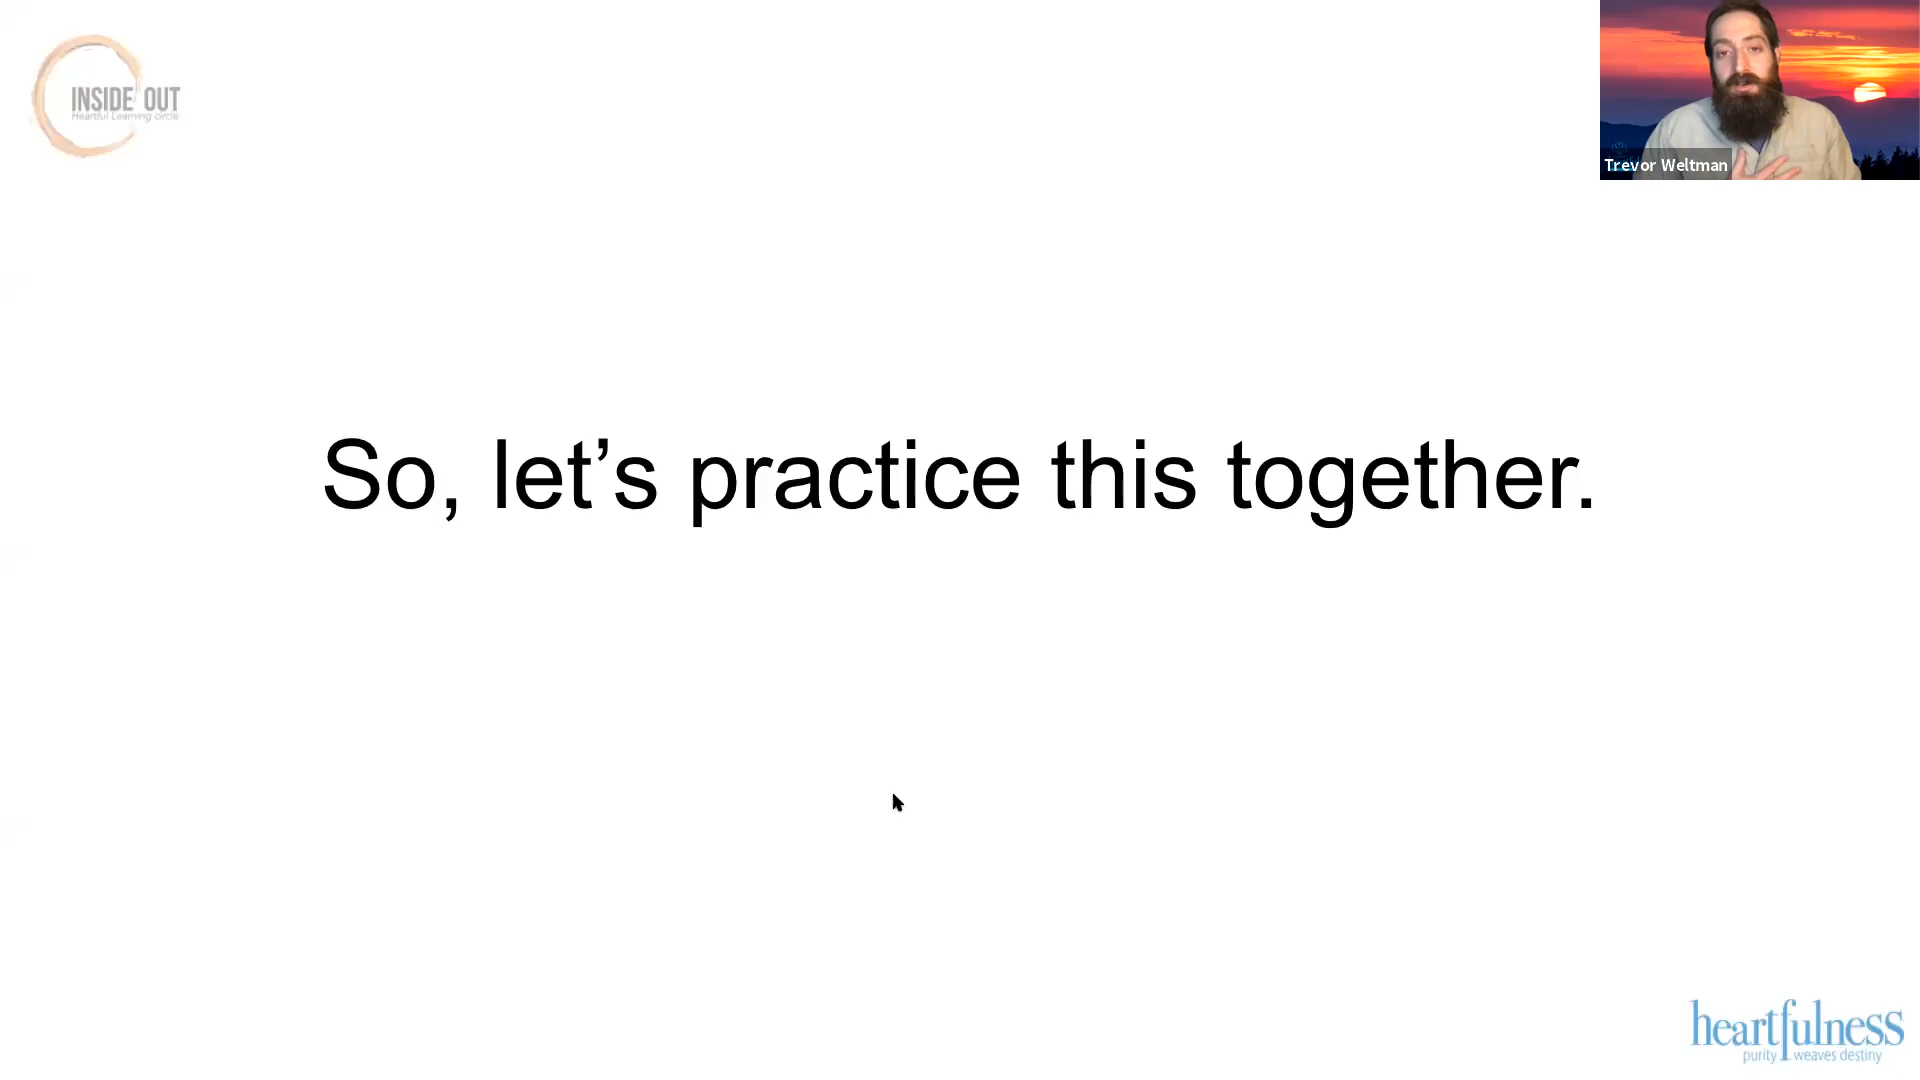 INSIDE OUT
Heartful Learning circle
Trevor Weltman
So, let’s practice this together.
heartfulness
purity weaves destiny